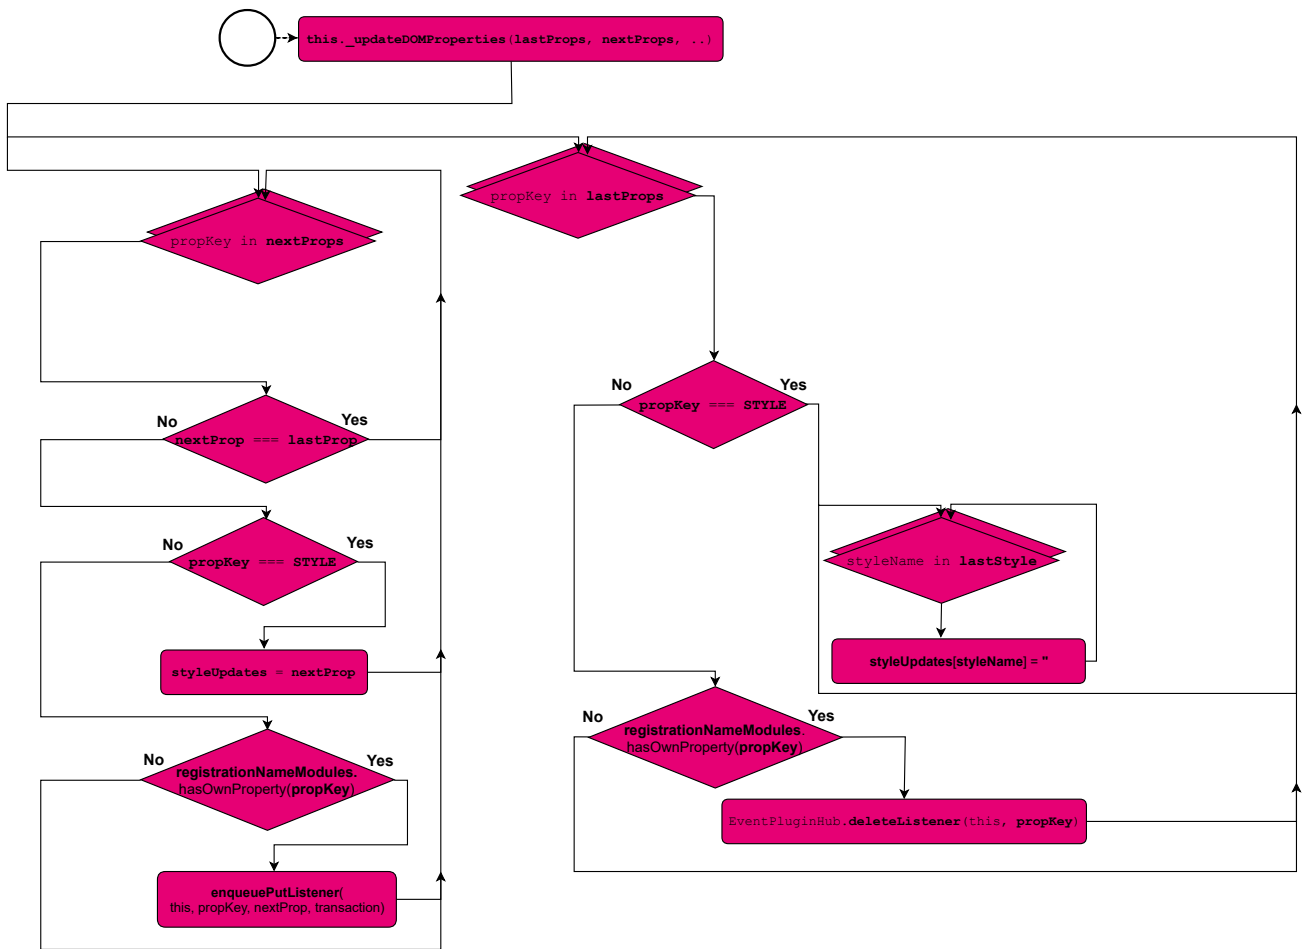 this._updateDOMProperties(lastProps, nextProps, ..)
propKey in nextProps
No
Yes
nextProp === lastProp
No
Yes
propKey === STYLE
styleUpdates = nextProp
No
Yes
registrationNameModules.
hasOwnProperty(propKey)
enqueuePutListener(
this, propKey, nextProp, transaction)
propKey in lastProps
No
Yes
propKey === STYLE
styleName in lastStyle
styleUpdates[styleName] = ''
No
Yes
registrationNameModules.
hasOwnProperty(propKey)
EventPluginHub.deleteListener(this, propKey)